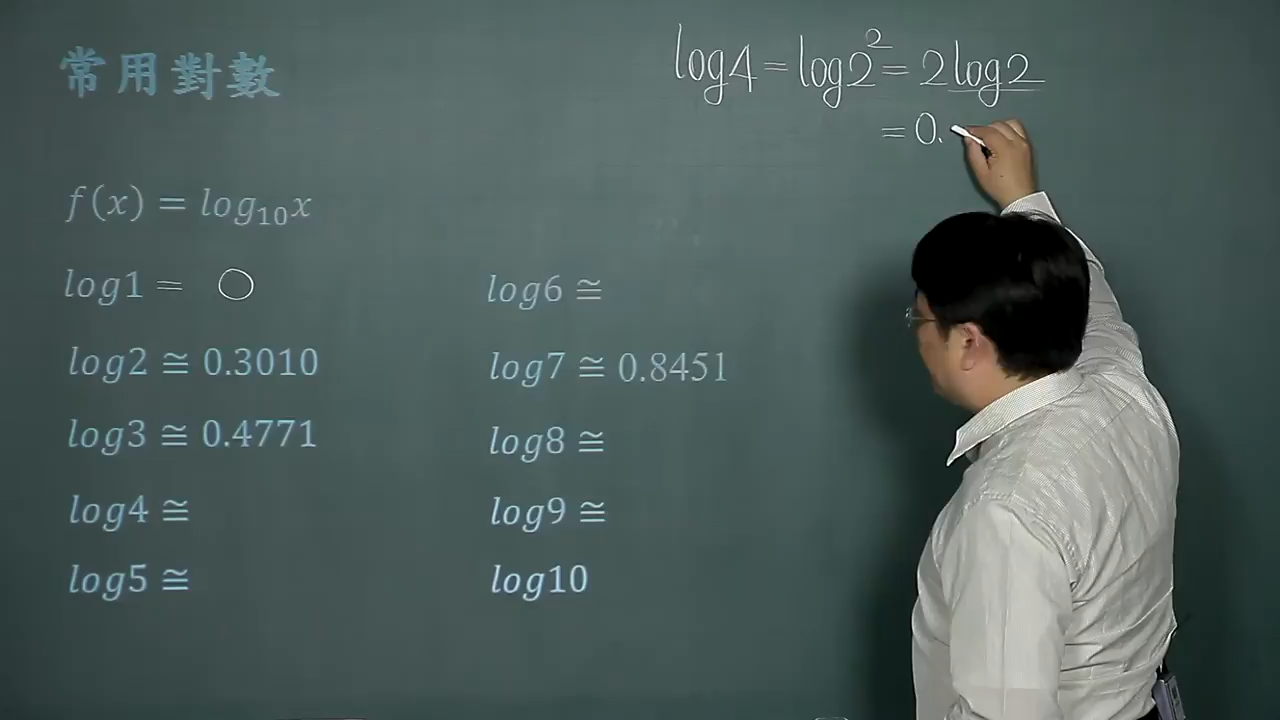 常用對數
log4=log2²=2log2
=0.
f(x) = log₁₀x
log1 = 0
log2 ≅ 0.3010
log3 ≅ 0.4771
log4 ≅
log5 ≅
log6 ≅
log7 ≅ 0.8451
log8 ≅
log9 ≅
log10